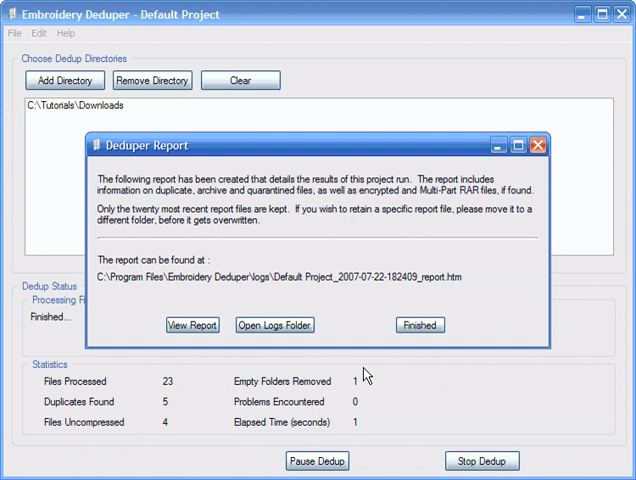 Embroidery Deduper - Default Project
File Edit Help
Choose Dedup Directories
Add Directory Remove Directory Clear
C:\Tutorials\Downloads
Deduper Report
The following report has been created that details the results of this project run. The report includes
information on duplicate, archive and quarantined files, as well as encrypted and Multi-Part RAR files, if found.
Only the twenty most recent report files are kept. If you wish to retain a specific report file, please move it to a
different folder, before it gets overwritten.
The report can be found at :
C:\Program Files\Embroidery Deduper\logs\Default Project_2007-07-22-182409_report.htm
View Report Open Logs Folder Finished
Dedup Status
Processing
Finished...
Statistics
Files Processed 23 Empty Folders Removed 1
Duplicates Found 5 Problems Encountered 0
Files Uncompressed 4 Elapsed Time (seconds) 1
Pause Dedup Stop Dedup